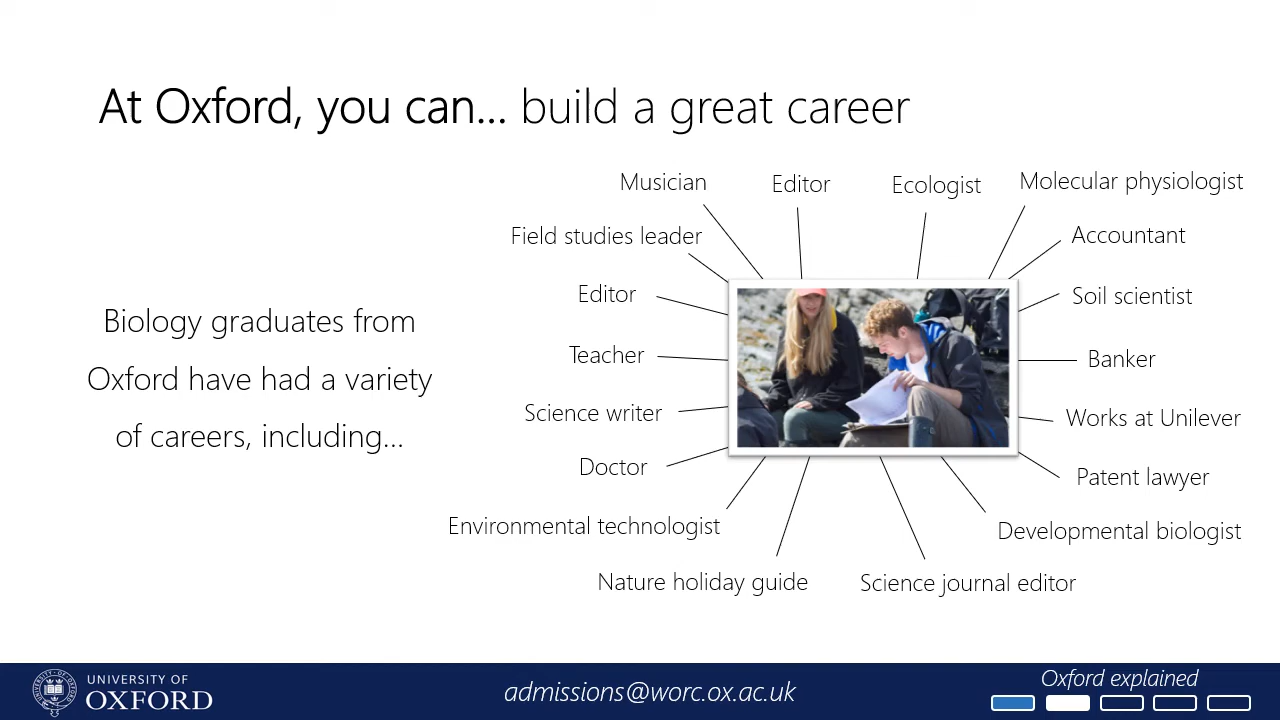 At Oxford, you can... build a great career
Musician
Editor
Ecologist
Molecular physiologist
Field studies leader
Accountant
Editor
Soil scientist
Biology graduates from
Oxford have had a variety
of careers, including...
Teacher
Banker
Science writer
Works at Unilever
Doctor
Patent lawyer
Environmental technologist
Developmental biologist
Nature holiday guide
Science journal editor
UNIVERSITY OF
OXFORD
admissions@worc.ox.ac.uk
Oxford explained